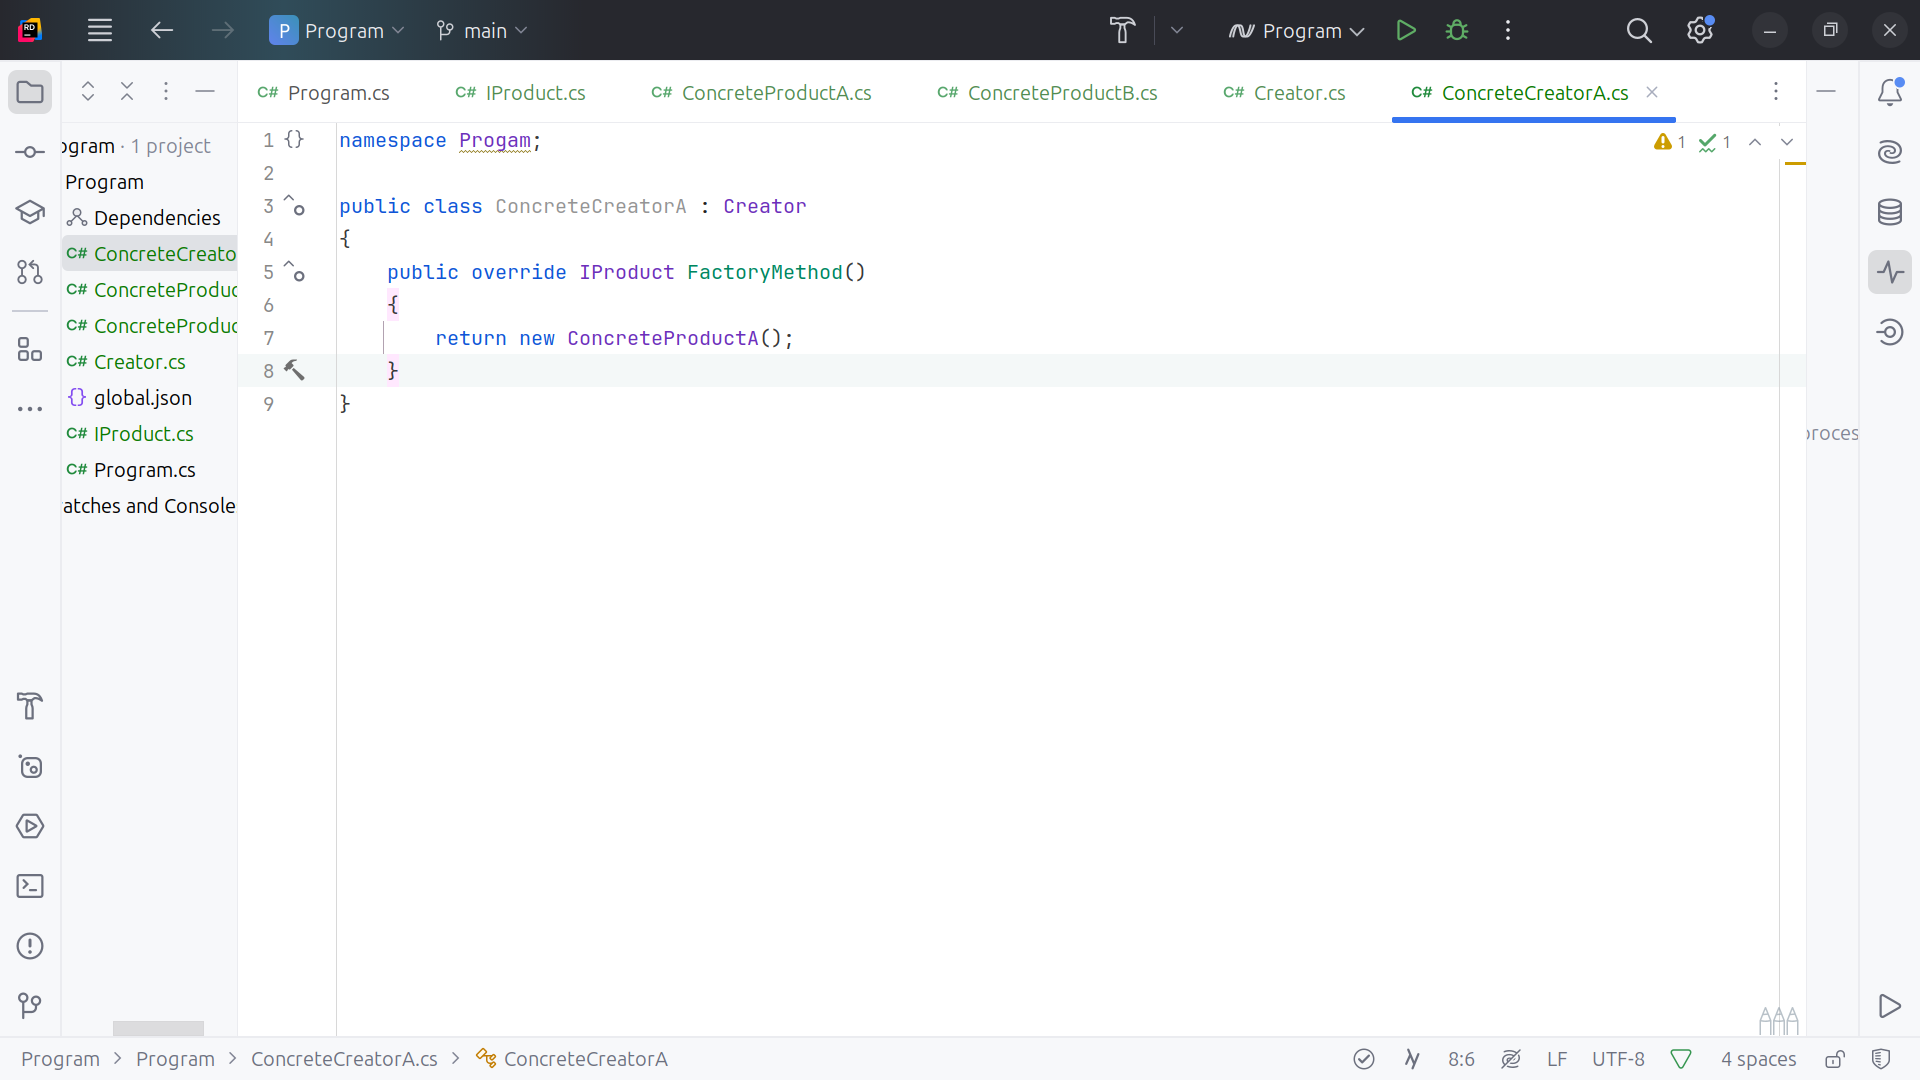 Program main Program
ogram · 1 project
Program
Dependencies
C# ConcreteCreato
C# ConcreteProduc
C# ConcreteProduc
C# Creator.cs
{} global.json
C# IProduct.cs
C# Program.cs
atches and Console
C# Program.cs C# IProduct.cs C# ConcreteProductA.cs C# ConcreteProductB.cs C# Creator.cs C# ConcreteCreatorA.cs
1 {} namespace Progam;
2
3 public class ConcreteCreatorA : Creator
4 {
5 public override IProduct FactoryMethod()
6 {
7 return new ConcreteProductA();
8 }
9 }
1 1
proces
Program > Program > ConcreteCreatorA.cs > ConcreteCreatorA
8:6 LF UTF-8 4 spaces